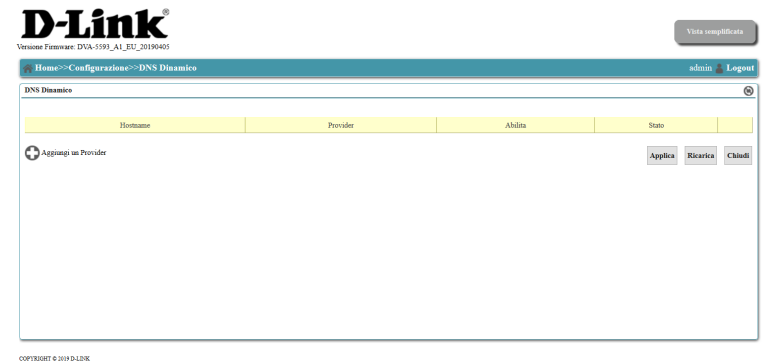 D-Link®
Versione Firmware: DVA-5593_A1_EU_20190405
Vista semplificata
Home>>Configurazione>>DNS Dinamico
admin Logout
DNS Dinamico
Hostname Provider Abilita Stato
Aggiungi un Provider
Applica Ricarica Chiudi
COPYRIGHT © 2019 D-LINK